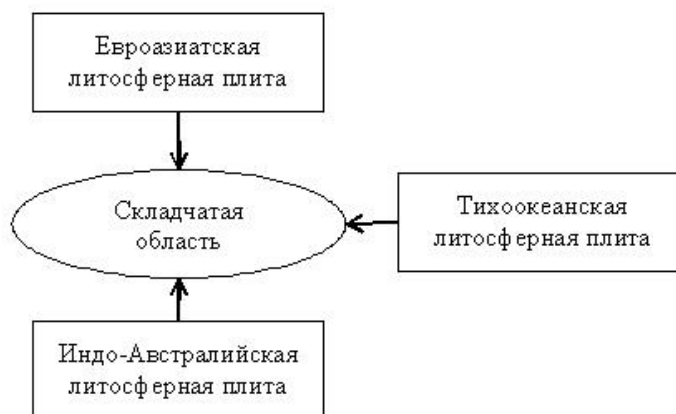 Евроазиатская
литосферная плита
Складчатая
область
Тихоокеанская
литосферная плита
Индо-Австралийская
литосферная плита